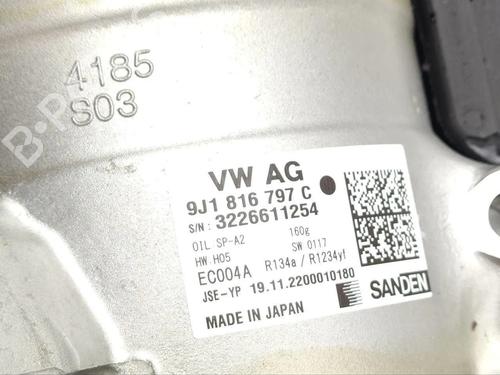 4185
S03
VW AG
9J1 816 797 C
S/N : 3226611254
OIL SP-A2 160g
HW H05 SW 0117
EC004A R134a / R1234yf
JSE-YP 19.11.2200010180
MADE IN JAPAN
SANDEN
B-P